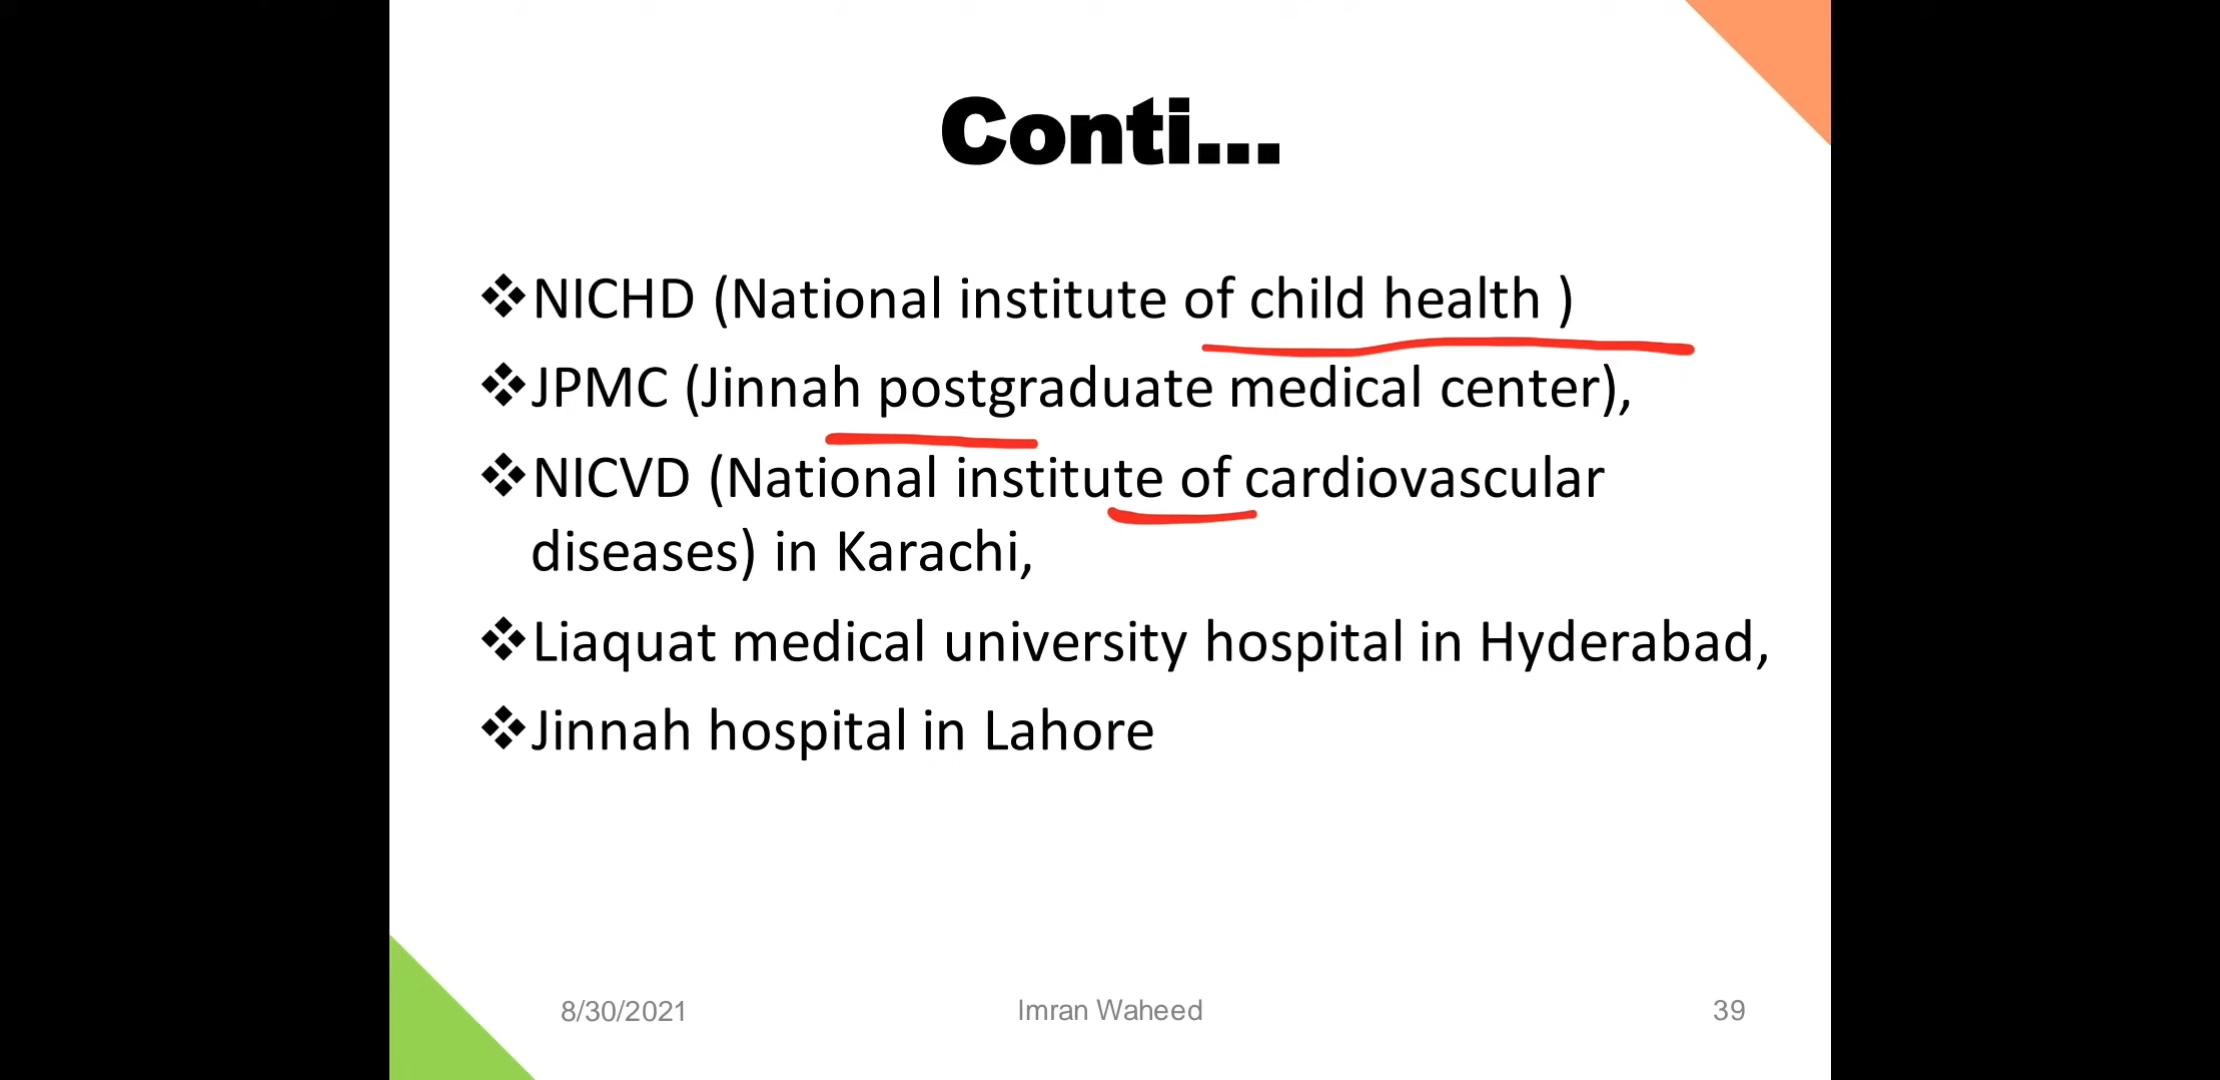 Conti...
❖NICHD (National institute of child health )
❖JPMC (Jinnah postgraduate medical center),
❖NICVD (National institute of cardiovascular
diseases) in Karachi,
❖Liaquat medical university hospital in Hyderabad,
❖Jinnah hospital in Lahore
8/30/2021 Imran Waheed 39